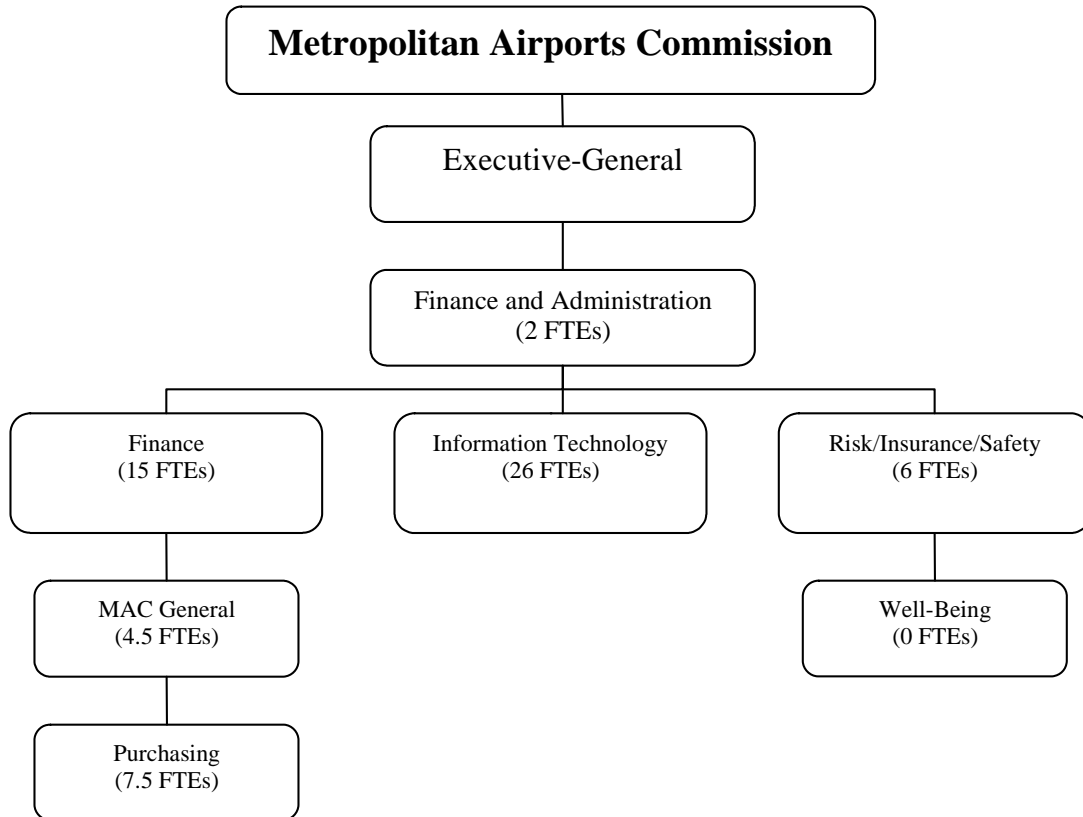 Metropolitan Airports Commission
Executive-General
Finance and Administration
(2 FTEs)
Finance
(15 FTEs)
Information Technology
(26 FTEs)
Risk/Insurance/Safety
(6 FTEs)
MAC General
(4.5 FTEs)
Well-Being
(0 FTEs)
Purchasing
(7.5 FTEs)